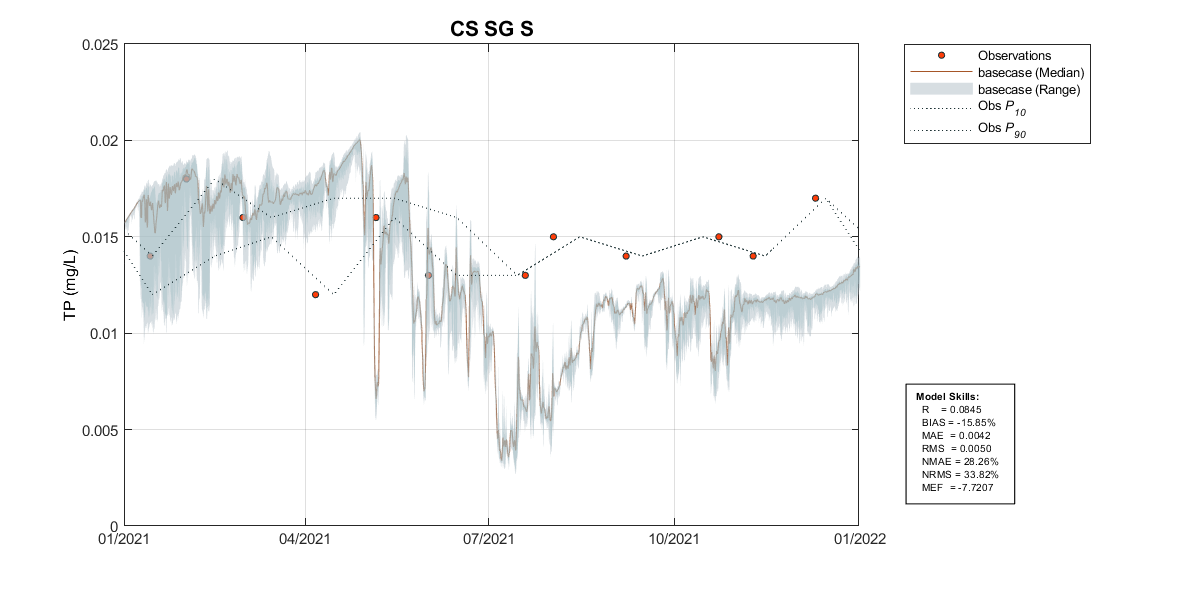 CS SG S
0.025
0.02
0.015
0.01
0.005
0
TP (mg/L)
01/2021
04/2021
07/2021
10/2021
01/2022
Observations
basecase (Median)
basecase (Range)
Obs P10
Obs P90
Model Skills:
R = 0.0845
BIAS = -15.85%
MAE = 0.0042
RMS = 0.0050
NMAE = 28.26%
NRMS = 33.82%
MEF = -7.7207